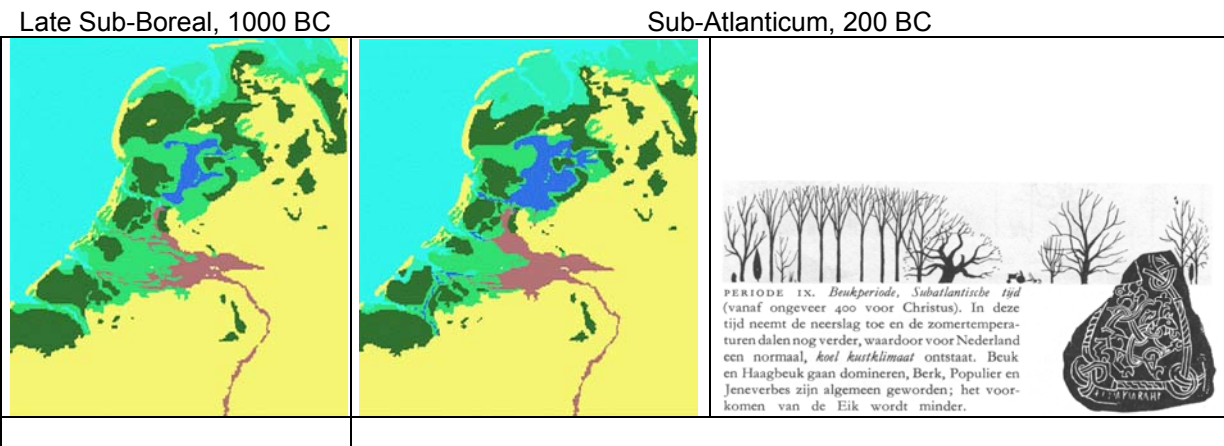 Late Sub-Boreal, 1000 BC
Sub-Atlanticum, 200 BC
PERIODE IX. Beukperiode, Subatlantische tijd
(vanaf ongeveer 400 voor Christus). In deze
tijd neemt de neerslag toe en de zomertempera-
turen dalen nog verder, waardoor voor Nederland
een normaal, koel kustklimaat ontstaat. Beuk
en Haagbeuk gaan domineren, Berk, Populier en
Jeneverbes zijn algemeen geworden; het voor-
komen van de Eik wordt minder.